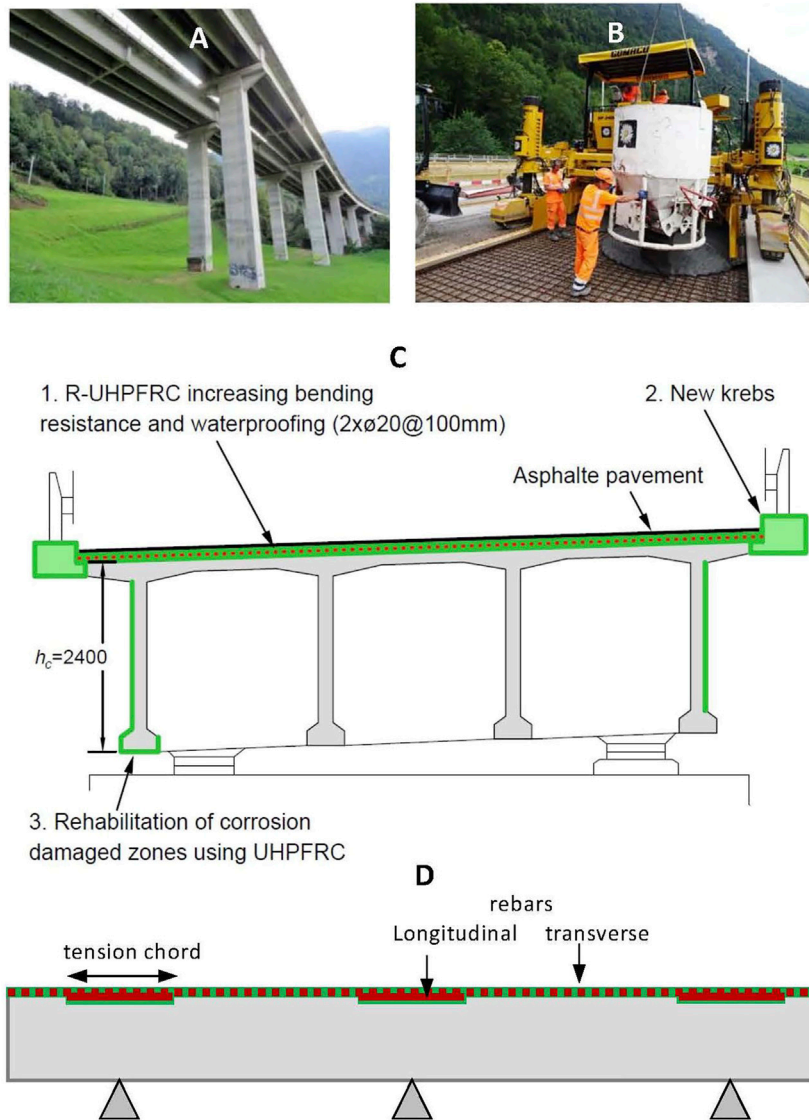 A
B
GOMACO
C
1. R-UHPFRC increasing bending
resistance and waterproofing (2xø20@100mm)
2. New krebs
Asphalte pavement
hc=2400
3. Rehabilitation of corrosion
damaged zones using UHPFRC
D
rebars
tension chord
Longitudinal
transverse